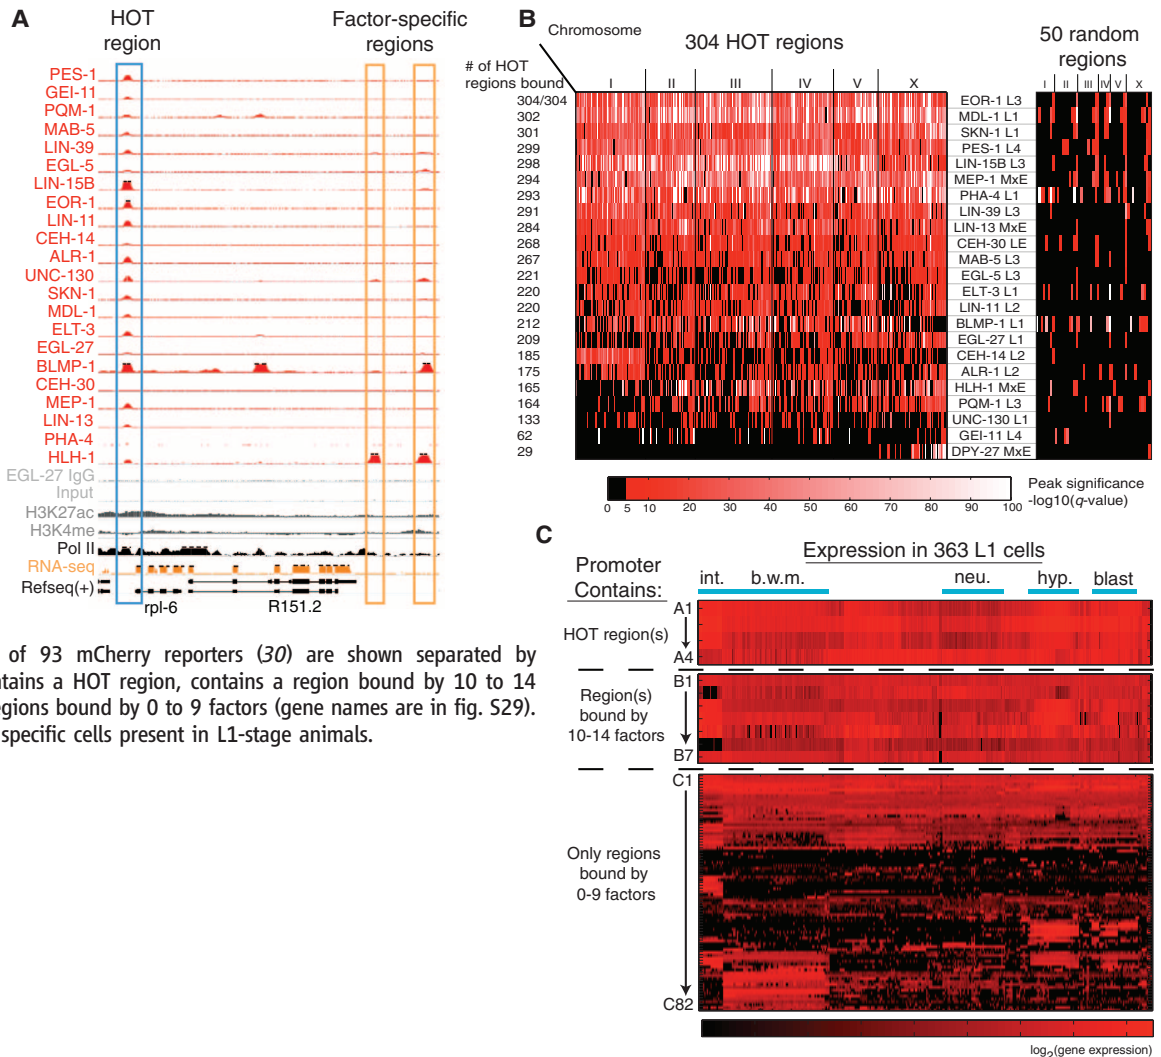 A
HOT
region
Factor-specific
regions
PES-1
GEI-11
PQM-1
MAB-5
LIN-39
EGL-5
LIN-15B
EOR-1
LIN-11
CEH-14
ALR-1
UNC-130
SKN-1
MDL-1
ELT-3
EGL-27
BLMP-1
CEH-30
MEP-1
LIN-13
PHA-4
HLH-1
EGL-27 IgG
Input
H3K27ac
H3K4me
Pol II
RNA-seq
Refseq(+)
rpl-6
R151.2
of 93 mCherry reporters (30) are shown separated by
ntains a HOT region, contains a region bound by 10 to 14
egions bound by 0 to 9 factors (gene names are in fig. S29).
specific cells present in L1-stage animals.
B
Chromosome
304 HOT regions
50 random
regions
# of HOT
regions bound
I II III IV V X
I II III IV V X
304/304 EOR-1 L3
302 MDL-1 L1
301 SKN-1 L1
299 PES-1 L4
298 LIN-15B L3
294 MEP-1 MxE
293 PHA-4 L1
291 LIN-39 L3
284 LIN-13 MxE
268 CEH-30 LE
267 MAB-5 L3
221 EGL-5 L3
220 ELT-3 L1
220 LIN-11 L2
212 BLMP-1 L1
209 EGL-27 L1
185 CEH-14 L2
175 ALR-1 L2
165 HLH-1 MxE
164 PQM-1 L3
133 UNC-130 L1
62 GEI-11 L4
29 DPY-27 MxE
0 5 10 20 30 40 50 60 70 80 90 100
Peak significance
-log10(q-value)
C
Expression in 363 L1 cells
Promoter
Contains:
int. b.w.m. neu. hyp. blast
A1
HOT region(s)
A4
B1
Region(s)
bound by
10-14 factors
B7
C1
Only regions
bound by
0-9 factors
C82
log2(gene expression)